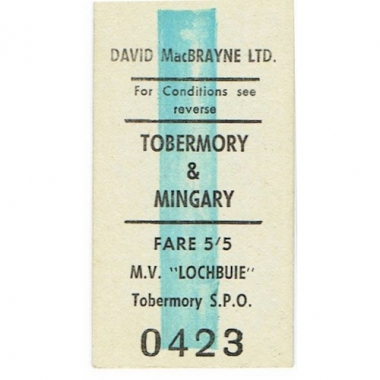 DAVID MacBRAYNE LTD.
For Conditions see
reverse
TOBERMORY
&
MINGARY
FARE 5/5
M.V. "LOCHBUIE"
Tobermory S.P.O.
0423